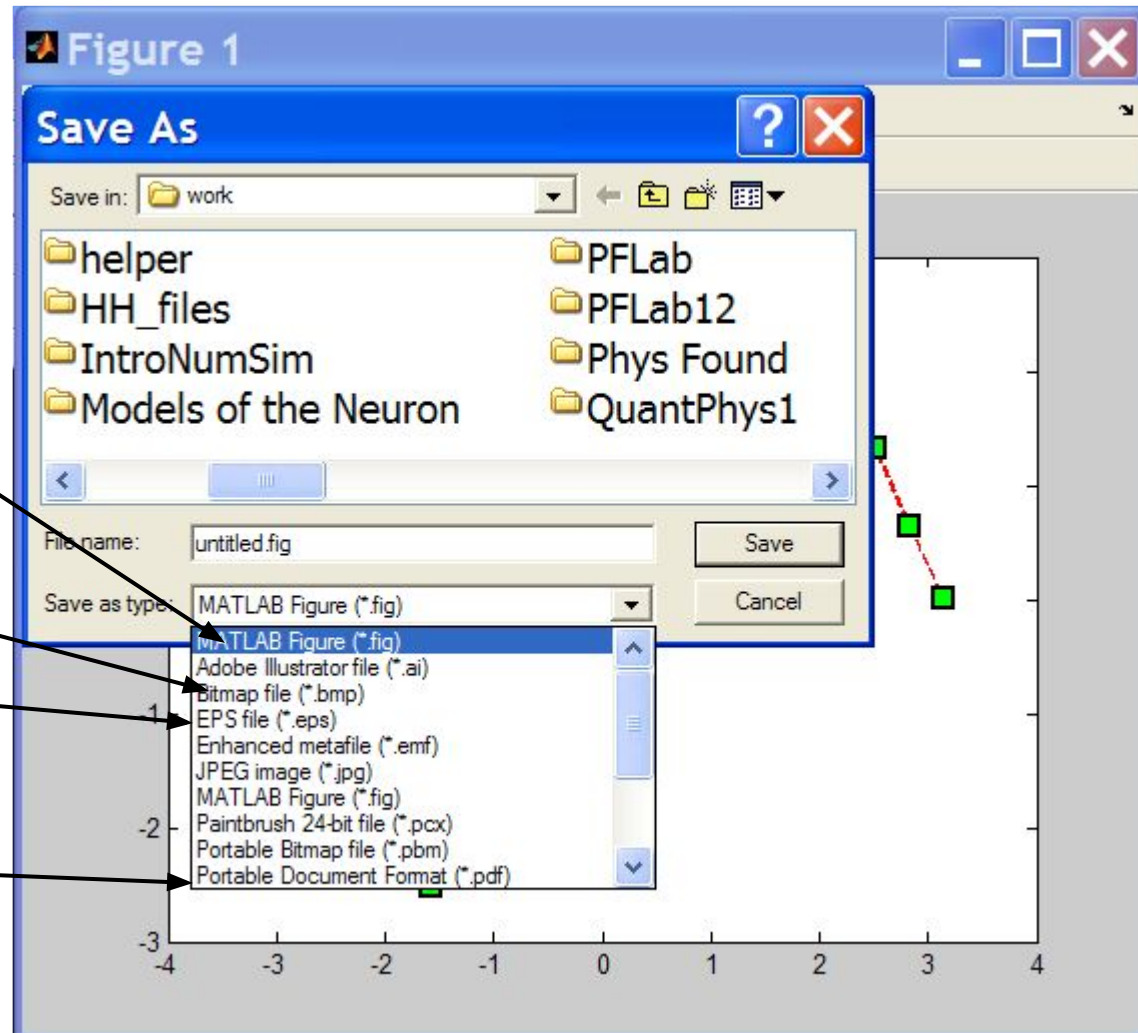 Figure 1
Save As
Save in: work
helper
HH_files
IntroNumSim
Models of the Neuron
PFLab
PFLab12
Phys Found
QuantPhys1
File name: untitled.fig Save
Save as type: MATLAB Figure (*.fig) Cancel
MATLAB Figure (*.fig)
Adobe Illustrator file (*.ai)
Bitmap file (*.bmp)
EPS file (*.eps)
Enhanced metafile (*.emf)
JPEG image (*.jpg)
MATLAB Figure (*.fig)
Paintbrush 24-bit file (*.pcx)
Portable Bitmap file (*.pbm)
Portable Document Format (*.pdf)
-1
-2
-3
-4 -3 -2 -1 0 1 2 3 4